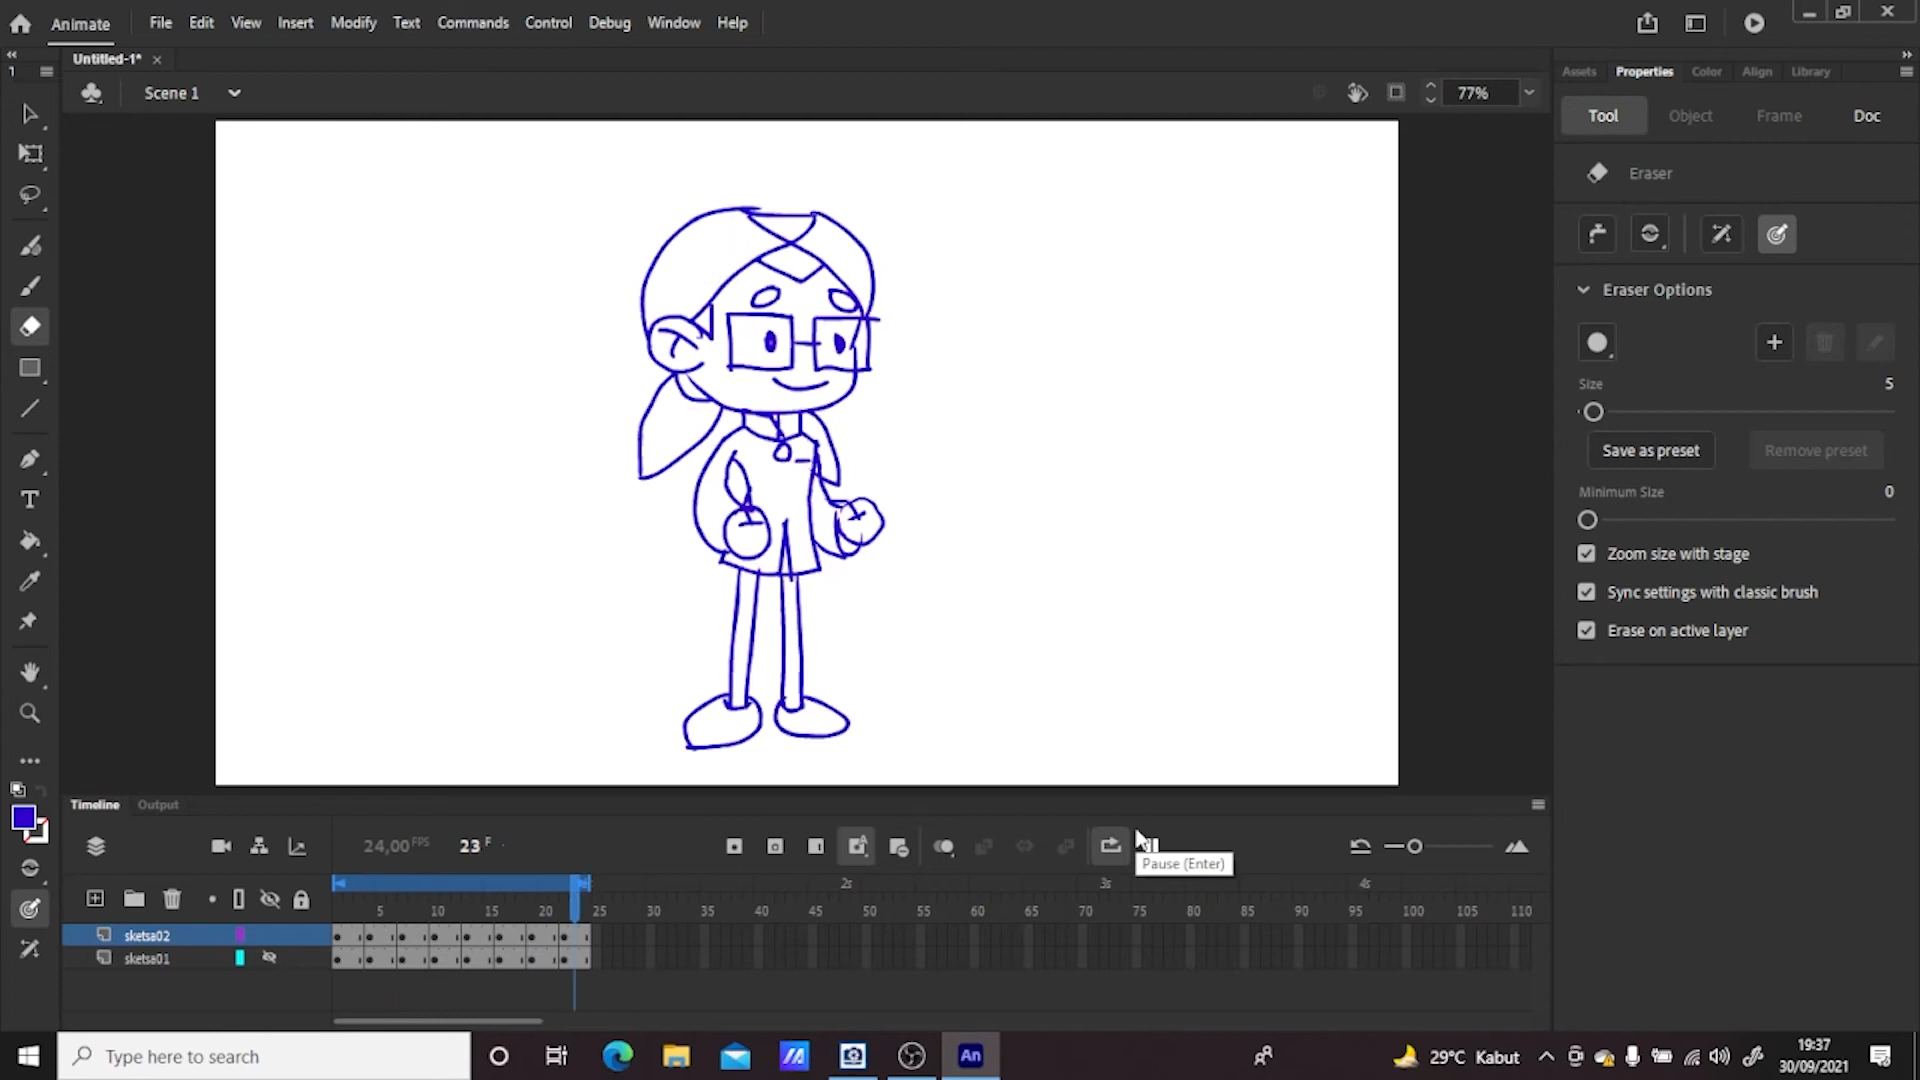 Animate File Edit View Insert Modify Text Commands Control Debug Window Help
Untitled-1*
1
Scene 1
77%
Assets Properties Color Align Library
Tool Object Frame Doc
Eraser
Eraser Options
Size 5
Save as preset Remove preset
Minimum Size 0
Zoom size with stage
Sync settings with classic brush
Erase on active layer
Timeline Output
24,00 FPS 23 F
Pause (Enter)
2s 3s 4s
5 10 15 20 25 30 35 40 45 50 55 60 65 70 75 80 85 90 95 100 105 110
sketsa02
sketsa01
Type here to search
An
29°C Kabut
19:37
30/09/2021